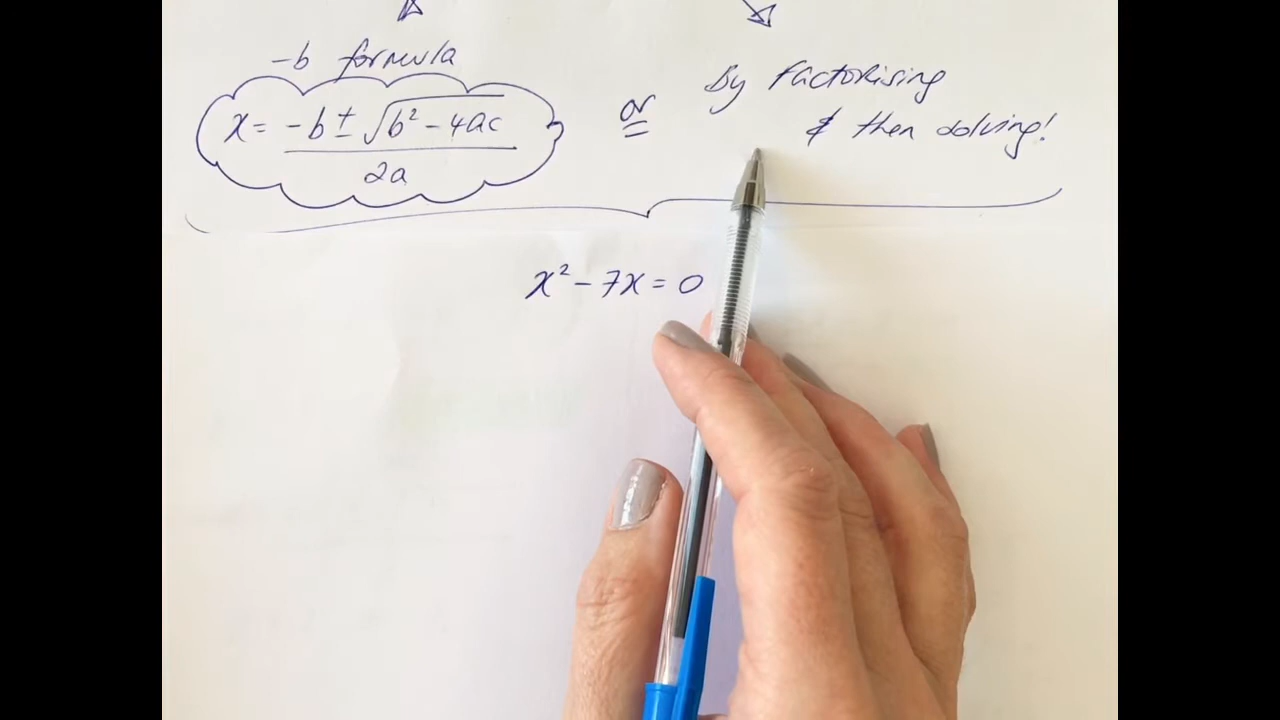 -b formula
x = -b ± √b² - 4ac
2a
or
By factorising
& then solving!
x² - 7x = 0